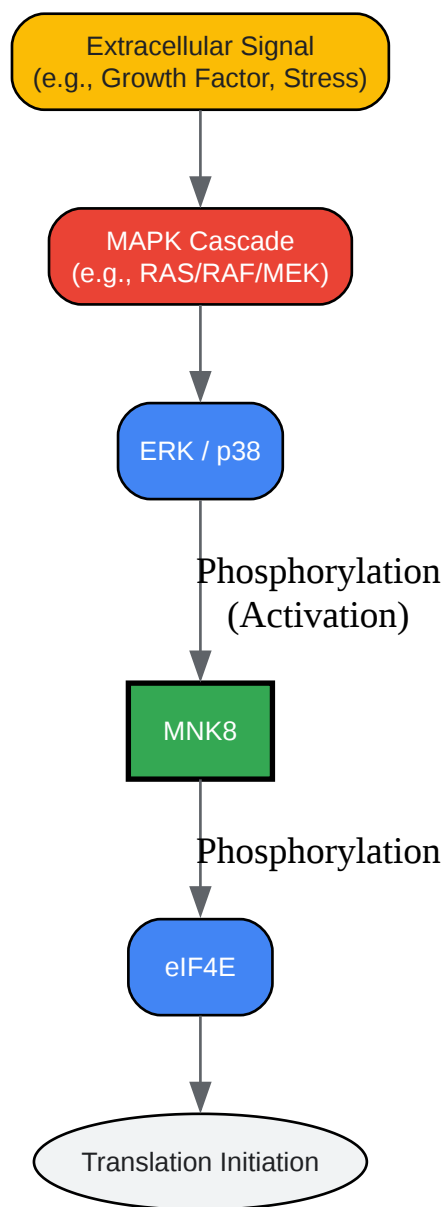 Extracellular Signal
(e.g., Growth Factor, Stress)
MAPK Cascade
(e.g., RAS/RAF/MEK)
ERK / p38
Phosphorylation
(Activation)
MNK8
Phosphorylation
eIF4E
Translation Initiation